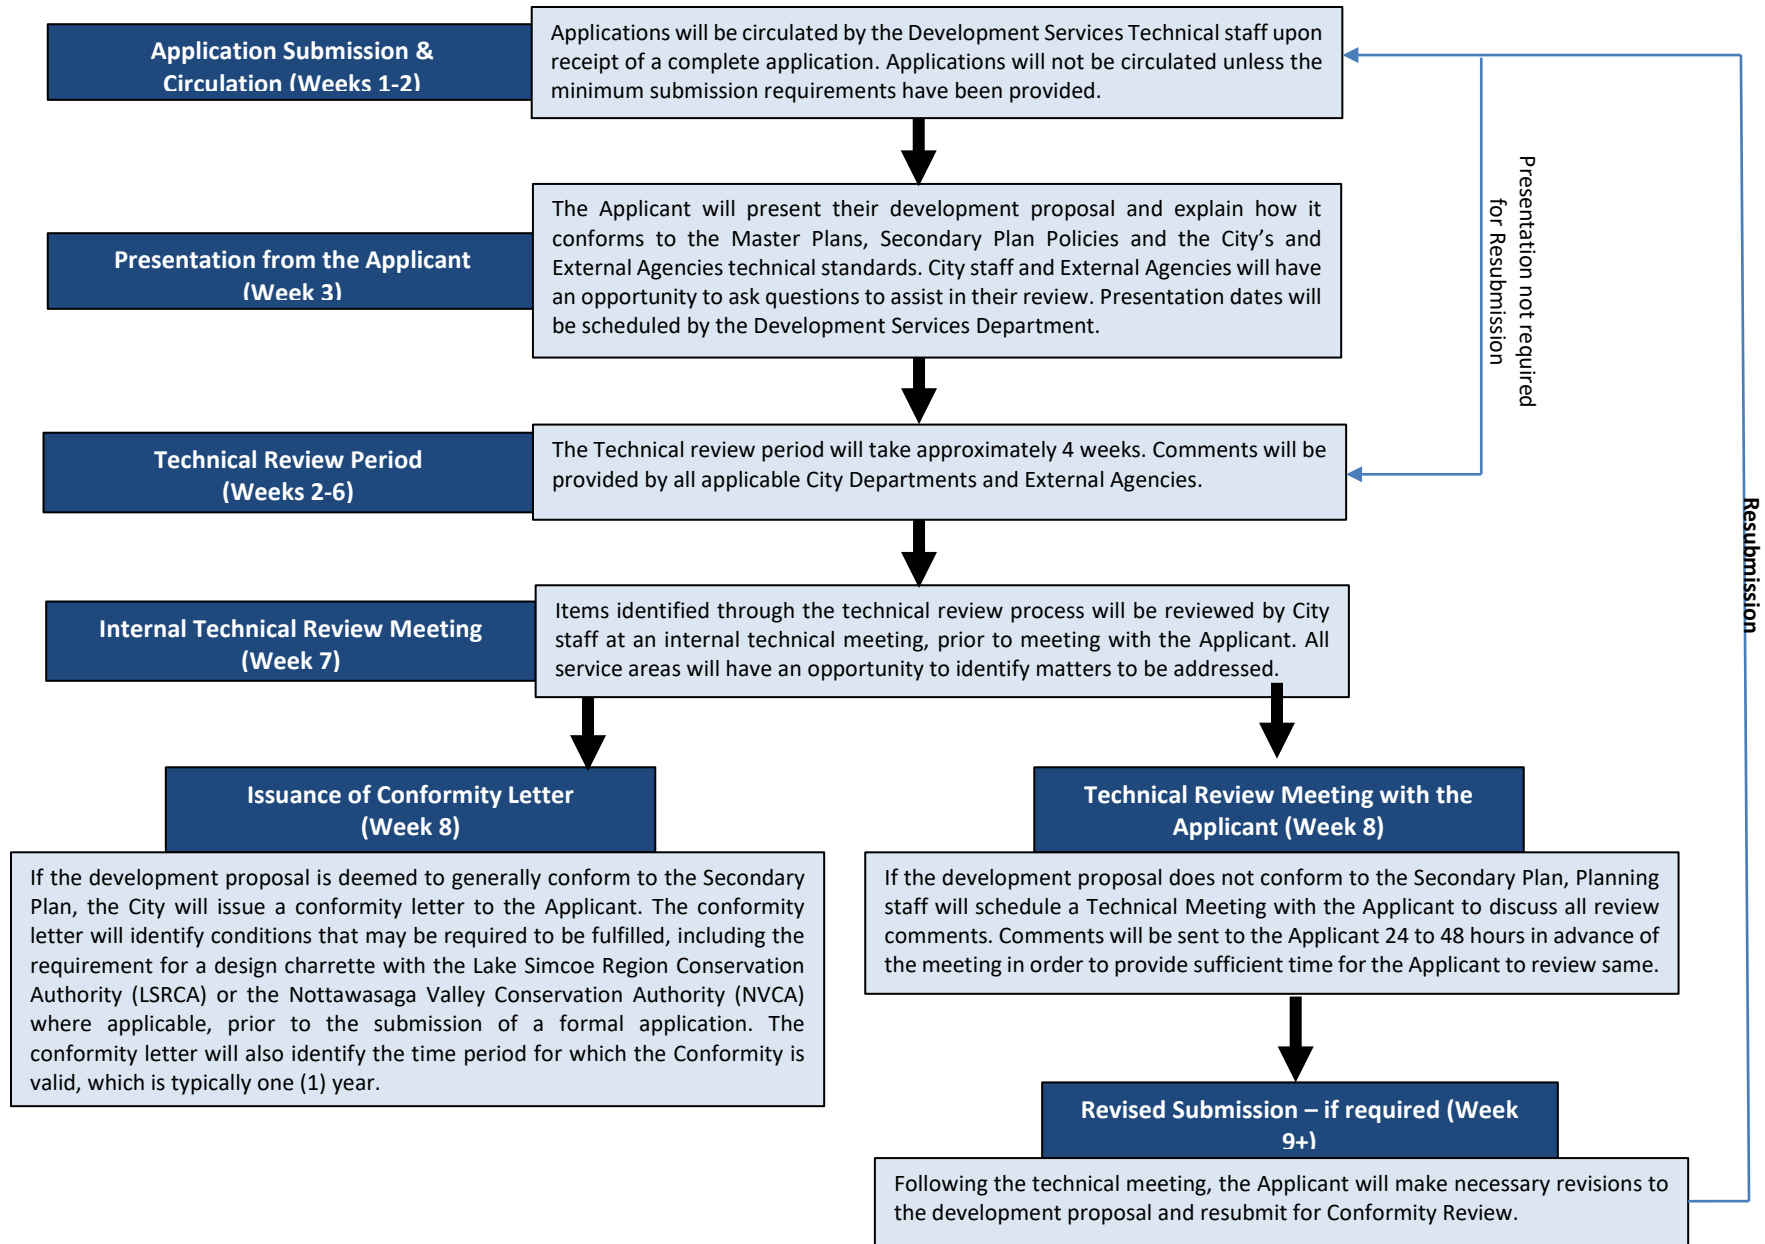 Application Submission &
Circulation (Weeks 1-2)
Applications will be circulated by the Development Services Technical staff upon
receipt of a complete application. Applications will not be circulated unless the
minimum submission requirements have been provided.
Presentation from the Applicant
(Week 3)
The Applicant will present their development proposal and explain how it
conforms to the Master Plans, Secondary Plan Policies and the City’s and
External Agencies technical standards. City staff and External Agencies will have
an opportunity to ask questions to assist in their review. Presentation dates will
be scheduled by the Development Services Department.
Presentation not required
for Resubmission
Technical Review Period
(Weeks 2-6)
The Technical review period will take approximately 4 weeks. Comments will be
provided by all applicable City Departments and External Agencies.
Resubmission
Internal Technical Review Meeting
(Week 7)
Items identified through the technical review process will be reviewed by City
staff at an internal technical meeting, prior to meeting with the Applicant. All
service areas will have an opportunity to identify matters to be addressed.
Issuance of Conformity Letter
(Week 8)
If the development proposal is deemed to generally conform to the Secondary
Plan, the City will issue a conformity letter to the Applicant. The conformity
letter will identify conditions that may be required to be fulfilled, including the
requirement for a design charrette with the Lake Simcoe Region Conservation
Authority (LSRCA) or the Nottawasaga Valley Conservation Authority (NVCA)
where applicable, prior to the submission of a formal application. The
conformity letter will also identify the time period for which the Conformity is
valid, which is typically one (1) year.
Technical Review Meeting with the
Applicant (Week 8)
If the development proposal does not conform to the Secondary Plan, Planning
staff will schedule a Technical Meeting with the Applicant to discuss all review
comments. Comments will be sent to the Applicant 24 to 48 hours in advance of
the meeting in order to provide sufficient time for the Applicant to review same.
Revised Submission – if required (Week
9+)
Following the technical meeting, the Applicant will make necessary revisions to
the development proposal and resubmit for Conformity Review.